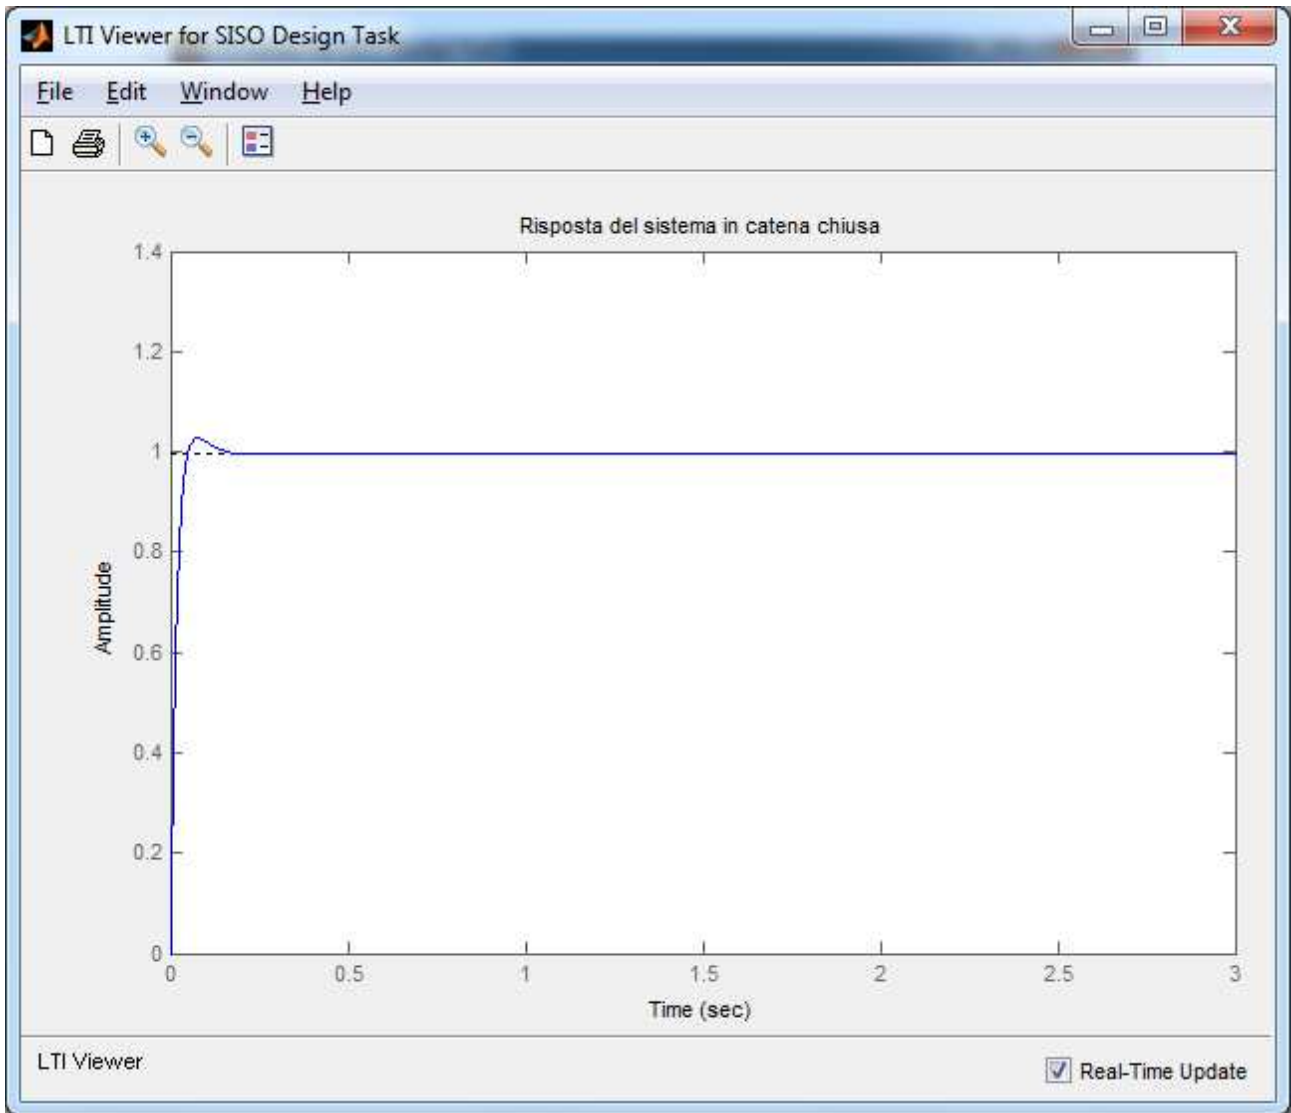 LTI Viewer for SISO Design Task
File Edit Window Help
Risposta del sistema in catena chiusa
1.4
1.2
1
0.8
0.6
0.4
0.2
0
Amplitude
0 0.5 1 1.5 2 2.5 3
Time (sec)
LTI Viewer
Real-Time Update